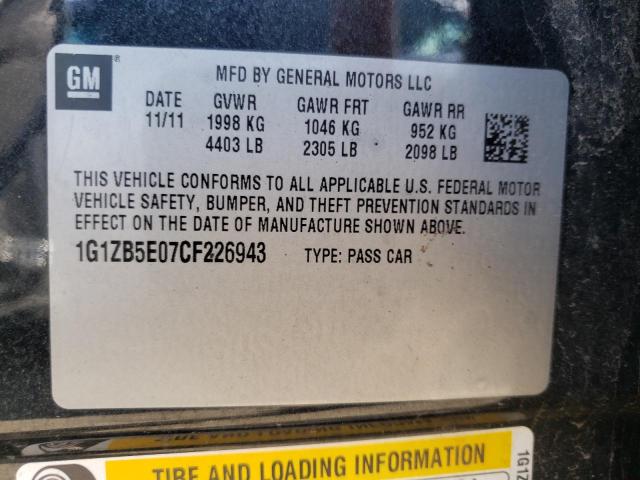 GM ®
MFD BY GENERAL MOTORS LLC
DATE GVWR GAWR FRT GAWR RR
11/11 1998 KG 1046 KG 952 KG
4403 LB 2305 LB 2098 LB
THIS VEHICLE CONFORMS TO ALL APPLICABLE U.S. FEDERAL MOTOR
VEHICLE SAFETY, BUMPER, AND THEFT PREVENTION STANDARDS IN
EFFECT ON THE DATE OF MANUFACTURE SHOWN ABOVE.
1G1ZB5E07CF226943 TYPE: PASS CAR
TIRE AND LOADING INFORMATION
1G1Z